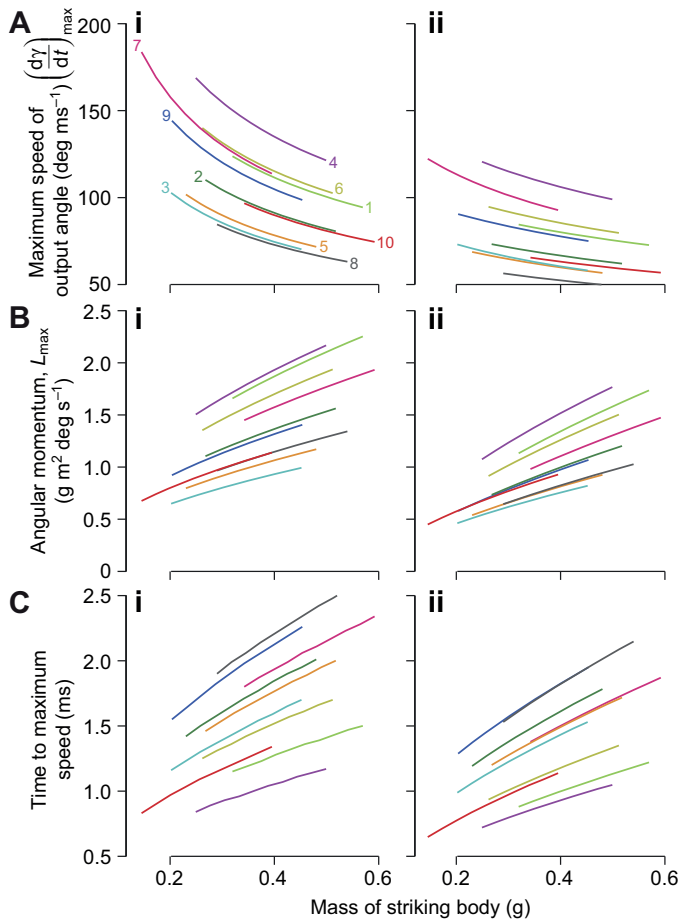 A
i
ii
Maximum speed of
output angle (deg ms⁻¹)
(dγ/dt)max
200
150
100
50
7
9
3
2
4
6
1
5
10
8
B
i
ii
Angular momentum, Lmax
(g m² deg s⁻¹)
2.5
2.0
1.5
1.0
0.5
0
C
i
ii
Time to maximum
speed (ms)
2.5
2.0
1.5
1.0
0.5
0.2 0.4 0.6 0.2 0.4 0.6
Mass of striking body (g)